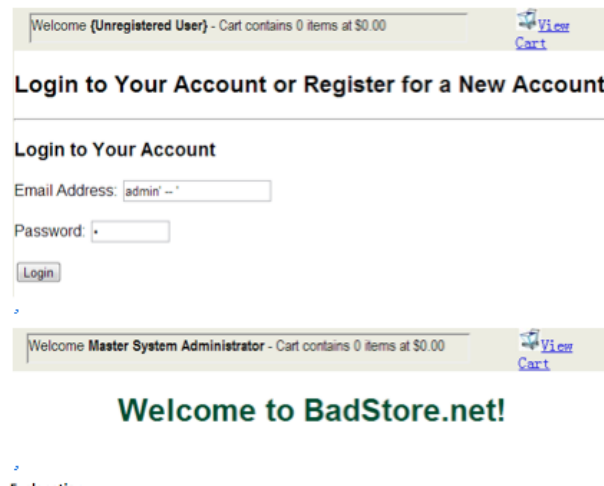 Welcome {Unregistered User} - Cart contains 0 items at $0.00
View Cart
Login to Your Account or Register for a New Account
Login to Your Account
Email Address: admin' -- '
Password: •
Login
Welcome Master System Administrator - Cart contains 0 items at $0.00
View Cart
Welcome to BadStore.net!